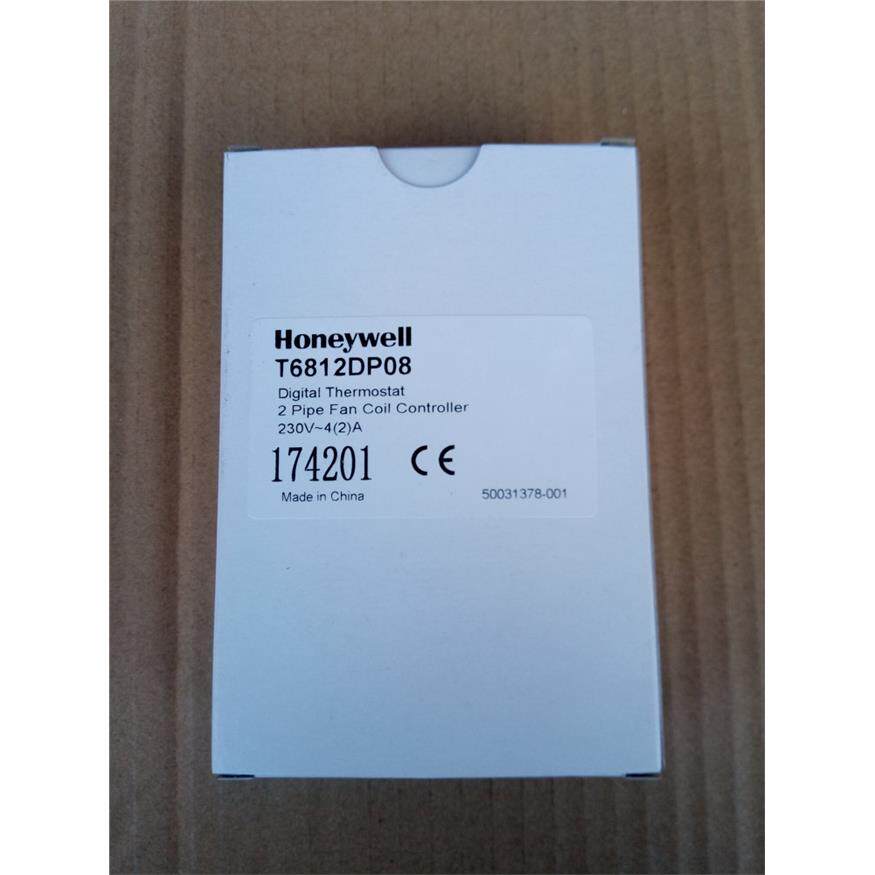 Honeywell
T6812DP08
Digital Thermostat
2 Pipe Fan Coil Controller
230V~4(2)A
174201 CE
Made in China 50031378-001